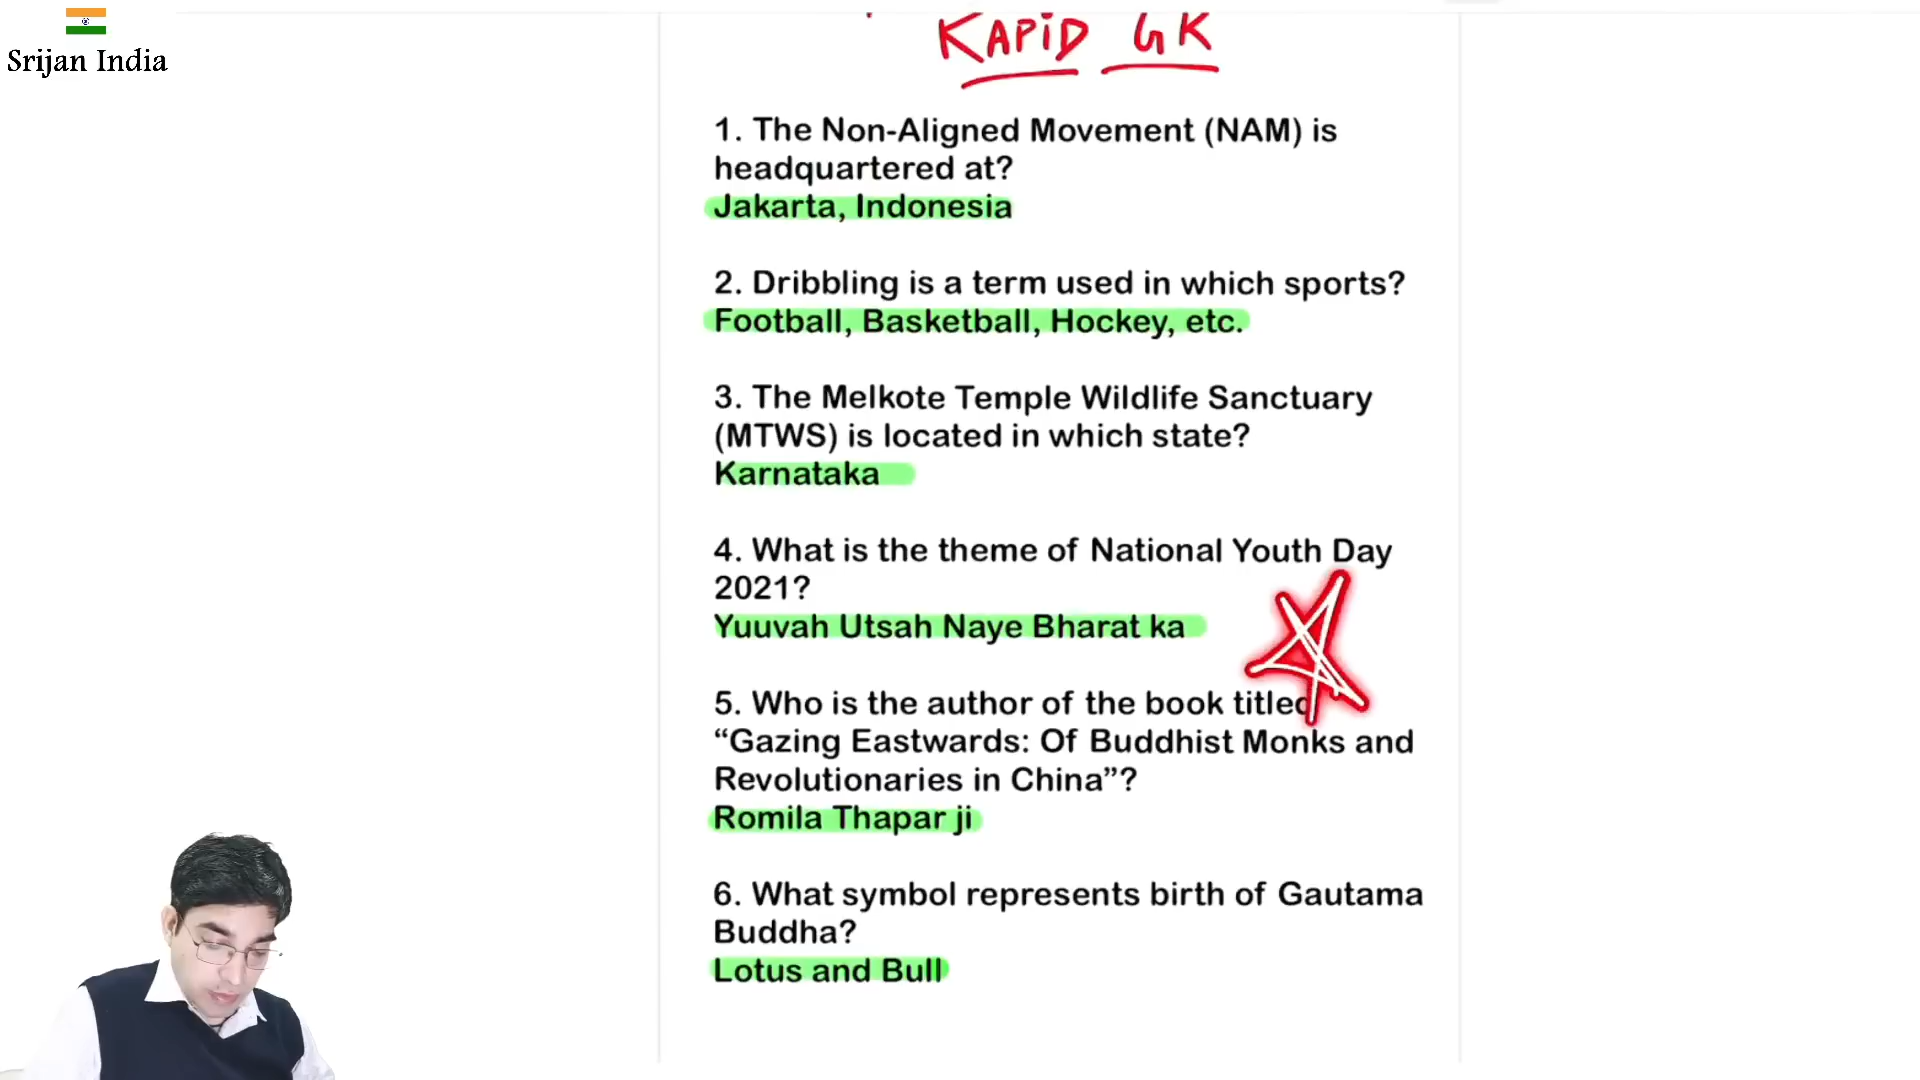 Srijan India
RAPID GK
1. The Non-Aligned Movement (NAM) is
headquartered at?
Jakarta, Indonesia
2. Dribbling is a term used in which sports?
Football, Basketball, Hockey, etc.
3. The Melkote Temple Wildlife Sanctuary
(MTWS) is located in which state?
Karnataka
4. What is the theme of National Youth Day
2021?
Yuuvah Utsah Naye Bharat ka
5. Who is the author of the book titled
“Gazing Eastwards: Of Buddhist Monks and
Revolutionaries in China”?
Romila Thapar ji
6. What symbol represents birth of Gautama
Buddha?
Lotus and Bull